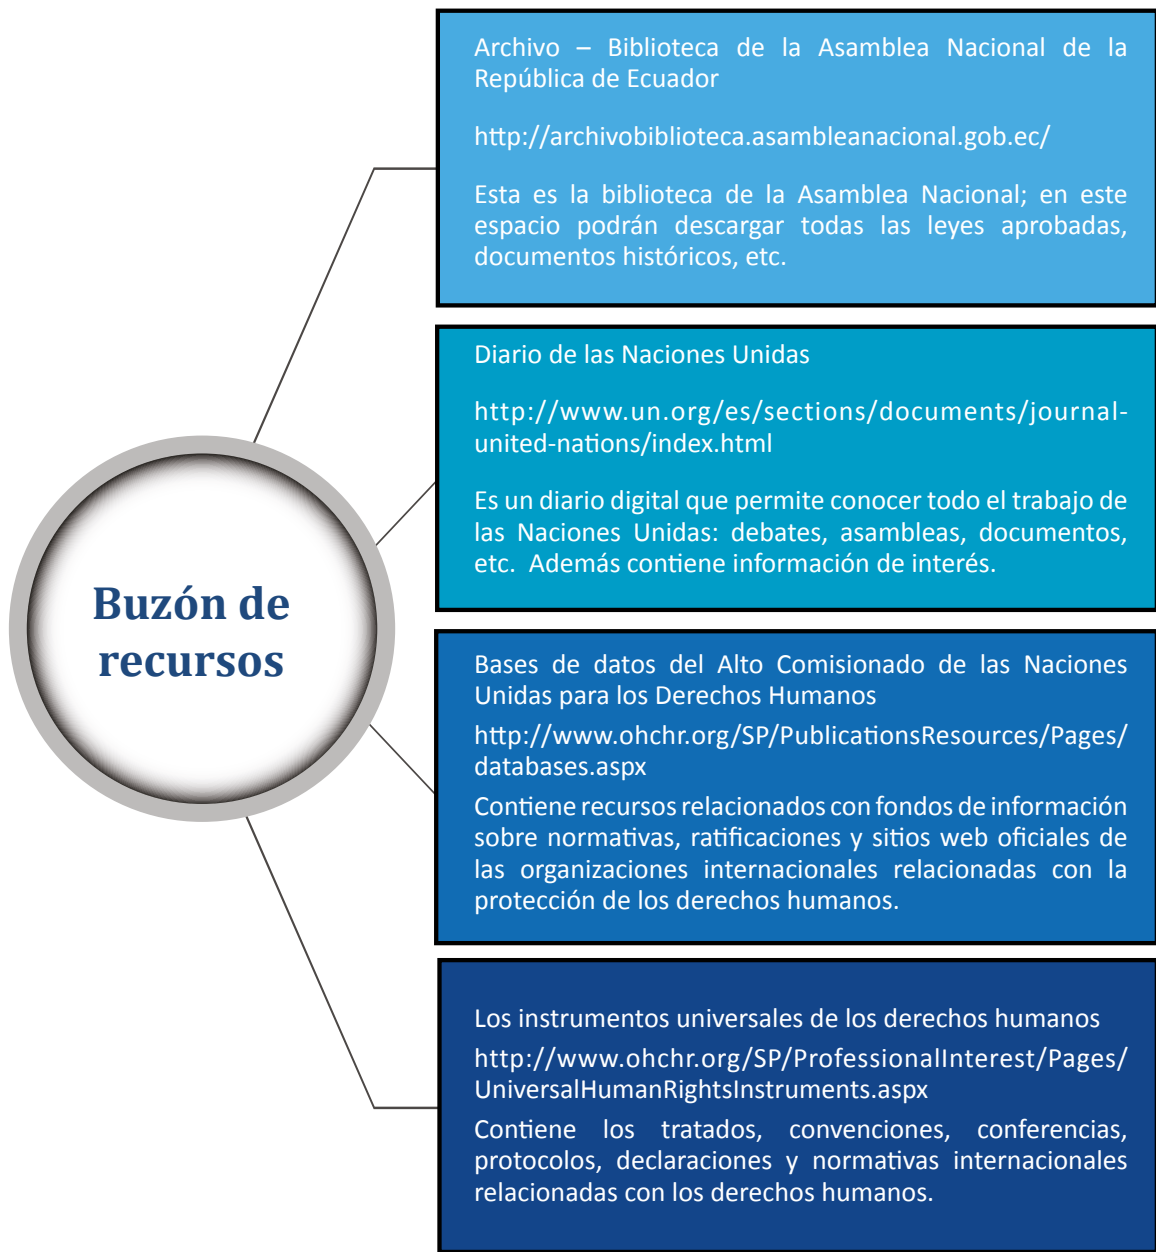 Archivo – Biblioteca de la Asamblea Nacional de la
República de Ecuador
http://archivobiblioteca.asambleanacional.gob.ec/
Esta es la biblioteca de la Asamblea Nacional; en este
espacio podrán descargar todas las leyes aprobadas,
documentos históricos, etc.
Diario de las Naciones Unidas
http://www.un.org/es/sections/documents/journal-
united-nations/index.html
Es un diario digital que permite conocer todo el trabajo de
las Naciones Unidas: debates, asambleas, documentos,
etc. Además contiene información de interés.
Buzón de
recursos
Bases de datos del Alto Comisionado de las Naciones
Unidas para los Derechos Humanos
http://www.ohchr.org/SP/PublicationsResources/Pages/
databases.aspx
Contiene recursos relacionados con fondos de información
sobre normativas, ratificaciones y sitios web oficiales de
las organizaciones internacionales relacionadas con la
protección de los derechos humanos.
Los instrumentos universales de los derechos humanos
http://www.ohchr.org/SP/ProfessionalInterest/Pages/
UniversalHumanRightsInstruments.aspx
Contiene los tratados, convenciones, conferencias,
protocolos, declaraciones y normativas internacionales
relacionadas con los derechos humanos.